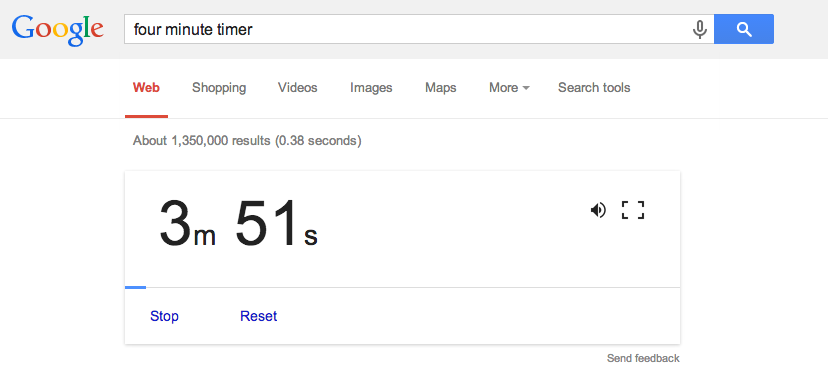 Google four minute timer
Web Shopping Videos Images Maps More Search tools
About 1,350,000 results (0.38 seconds)
3m 51s
Stop Reset
Send feedback